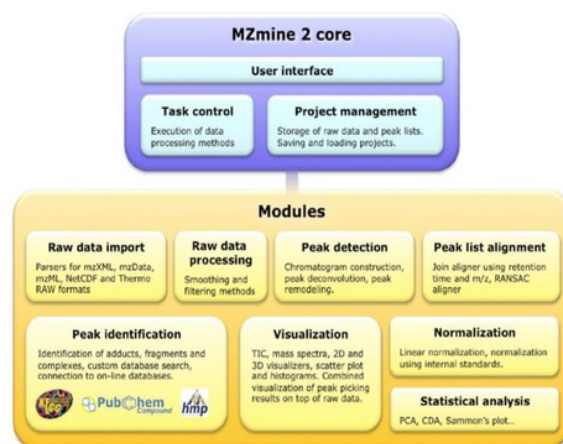 MZmine 2 core
User interface
Task control
Execution of data
processing methods
Project management
Storage of raw data and peak lists.
Saving and loading projects.
Modules
Raw data import
Parsers for mzXML, mzData,
mzML, NetCDF and Thermo
RAW formats
Raw data
processing
Smoothing and
filtering methods
Peak detection
Chromatogram construction,
peak deconvolution, peak
remodeling.
Peak list alignment
Join aligner using retention
time and m/z, RANSAC
aligner
Peak identification
Identification of adducts, fragments and
complexes, custom database search,
connection to on-line databases.
PubChem
Compound
hmp
Visualization
TIC, mass spectra, 2D and
3D visualizers, scatter plot
and histograms. Combined
visualization of peak picking
results on top of raw data.
Normalization
Linear normalization, normalization
using internal standards.
Statistical analysis
PCA, CDA, Sammon's plot...